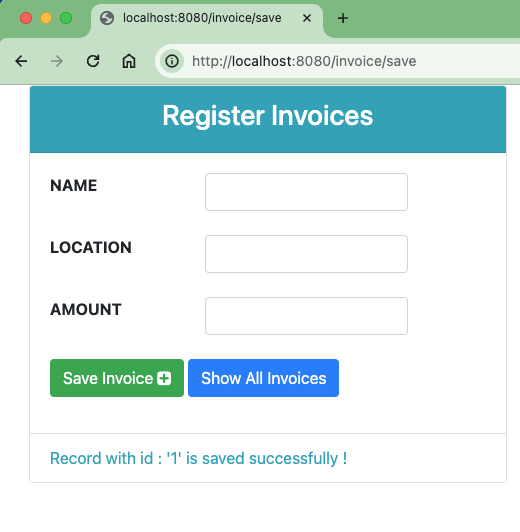 localhost:8080/invoice/save
http://localhost:8080/invoice/save
Register Invoices
NAME
LOCATION
AMOUNT
Save Invoice
Show All Invoices
Record with id : '1' is saved successfully !